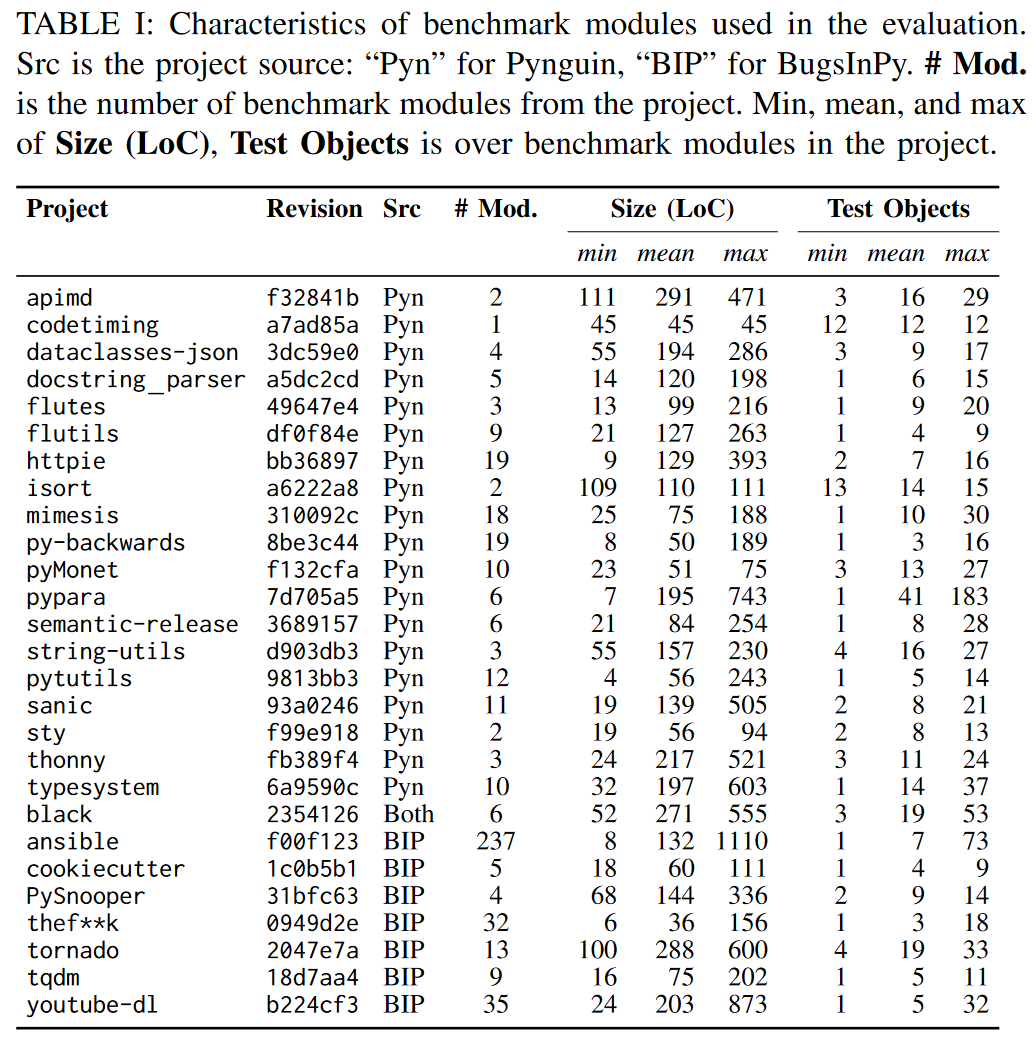 TABLE I: Characteristics of benchmark modules used in the evaluation.
Src is the project source: “Pyn” for Pynguin, “BIP” for BugsInPy. # Mod.
is the number of benchmark modules from the project. Min, mean, and max
of Size (LoC), Test Objects is over benchmark modules in the project.
Project Revision Src # Mod. Size (LoC) Test Objects
min mean max min mean max
apimd f32841b Pyn 2 111 291 471 3 16 29
codetiming a7ad85a Pyn 1 45 45 45 12 12 12
dataclasses-json 3dc59e0 Pyn 4 55 194 286 3 9 17
docstring_parser a5dc2cd Pyn 5 14 120 198 1 6 15
flutes 49647e4 Pyn 3 13 99 216 1 9 20
flutils df0f84e Pyn 9 21 127 263 1 4 9
httpie bb36897 Pyn 19 9 129 393 2 7 16
isort a6222a8 Pyn 2 109 110 111 13 14 15
mimesis 310092c Pyn 18 25 75 188 1 10 30
py-backwards 8be3c44 Pyn 19 8 50 189 1 3 16
pyMonet f132cfa Pyn 10 23 51 75 3 13 27
pypara 7d705a5 Pyn 6 7 195 743 1 41 183
semantic-release 3689157 Pyn 6 21 84 254 1 8 28
string-utils d903db3 Pyn 3 55 157 230 4 16 27
pytutils 9813bb3 Pyn 12 4 56 243 1 5 14
sanic 93a0246 Pyn 11 19 139 505 2 8 21
sty f99e918 Pyn 2 19 56 94 2 8 13
thonny fb389f4 Pyn 3 24 217 521 3 11 24
typesystem 6a9590c Pyn 10 32 197 603 1 14 37
black 2354126 Both 6 52 271 555 3 19 53
ansible f00f123 BIP 237 8 132 1110 1 7 73
cookiecutter 1c0b5b1 BIP 5 18 60 111 1 4 9
PySnooper 31bfc63 BIP 4 68 144 336 2 9 14
thef**k 0949d2e BIP 32 6 36 156 1 3 18
tornado 2047e7a BIP 13 100 288 600 4 19 33
tqdm 18d7aa4 BIP 9 16 75 202 1 5 11
youtube-dl b224cf3 BIP 35 24 203 873 1 5 32